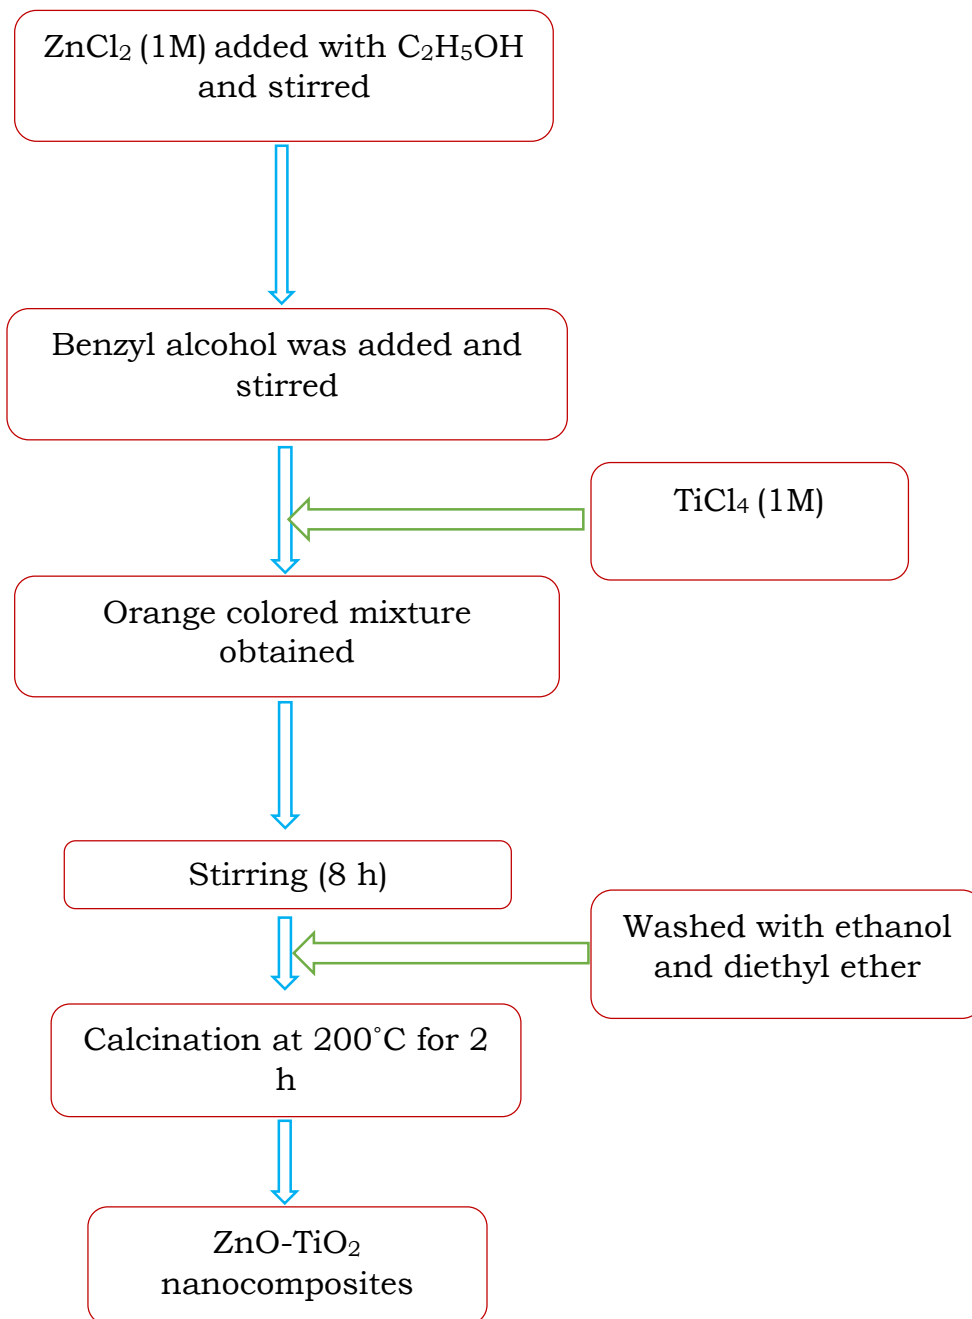 ZnCl₂ (1M) added with C₂H₅OH
and stirred
Benzyl alcohol was added and
stirred
TiCl₄ (1M)
Orange colored mixture
obtained
Stirring (8 h)
Washed with ethanol
and diethyl ether
Calcination at 200˚C for 2
h
ZnO-TiO₂
nanocomposites